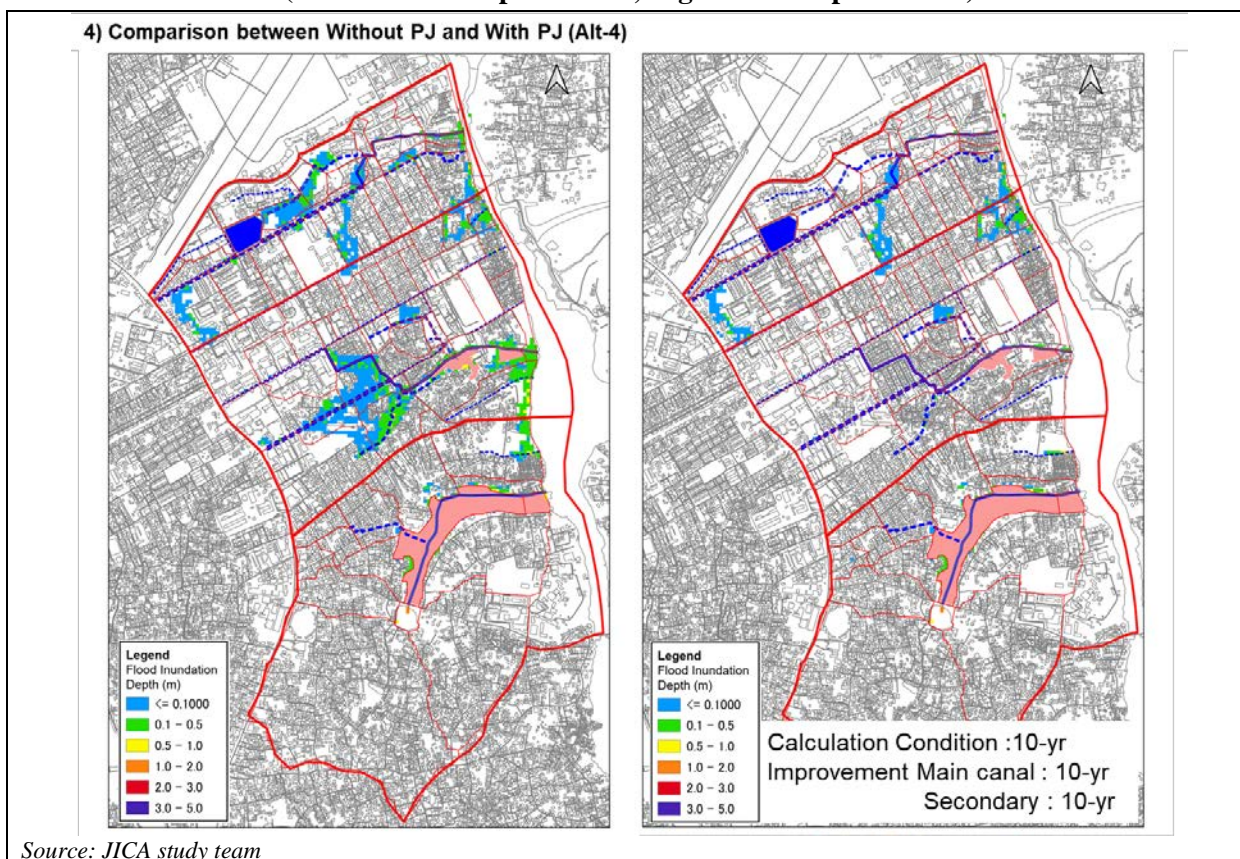 4) Comparison between Without PJ and With PJ (Alt-4)
Legend
Flood Inundation
Depth (m)
<= 0.1000
0.1 - 0.5
0.5 - 1.0
1.0 - 2.0
2.0 - 3.0
3.0 - 5.0
Legend
Flood Inundation
Depth (m)
<= 0.1000
0.1 - 0.5
0.5 - 1.0
1.0 - 2.0
2.0 - 3.0
3.0 - 5.0
Calculation Condition :10-yr
Improvement Main canal : 10-yr
Secondary : 10-yr
Source: JICA study team